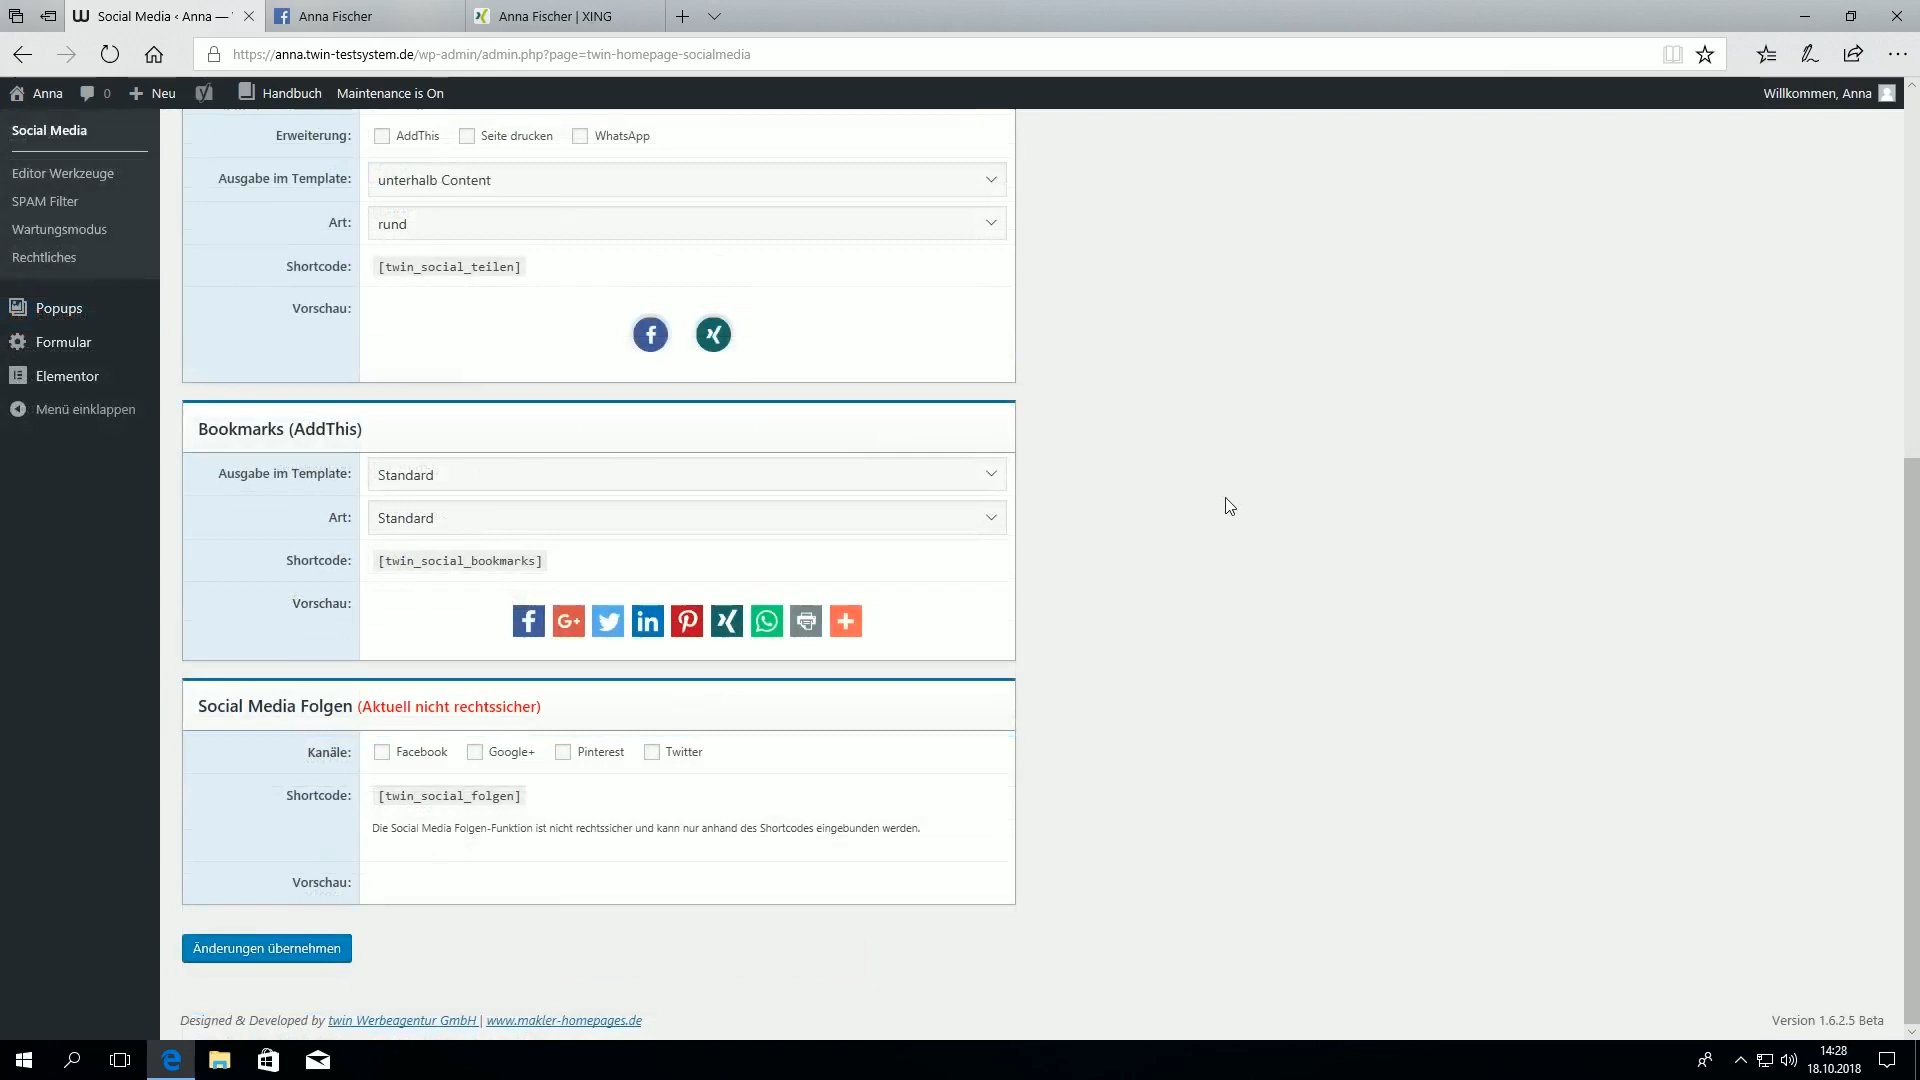 Social Media ‹ Anna —
Anna Fischer
Anna Fischer | XING
https://anna.twin-testsystem.de/wp-admin/admin.php?page=twin-homepage-socialmedia
Anna
0
Neu
Handbuch
Maintenance is On
Willkommen, Anna
Social Media
Editor Werkzeuge
SPAM Filter
Wartungsmodus
Rechtliches
Popups
Formular
Elementor
Menü einklappen
Erweiterung: AddThis Seite drucken WhatsApp
Ausgabe im Template: unterhalb Content
Art: rund
Shortcode: [twin_social_teilen]
Vorschau:
Bookmarks (AddThis)
Ausgabe im Template: Standard
Art: Standard
Shortcode: [twin_social_bookmarks]
Vorschau:
Social Media Folgen (Aktuell nicht rechtssicher)
Kanäle: Facebook Google+ Pinterest Twitter
Shortcode: [twin_social_folgen]
Die Social Media Folgen-Funktion ist nicht rechtssicher und kann nur anhand des Shortcodes eingebunden werden.
Vorschau:
Änderungen übernehmen
Designed & Developed by twin Werbeagentur GmbH | www.makler-homepages.de
Version 1.6.2.5 Beta
14:28
18.10.2018